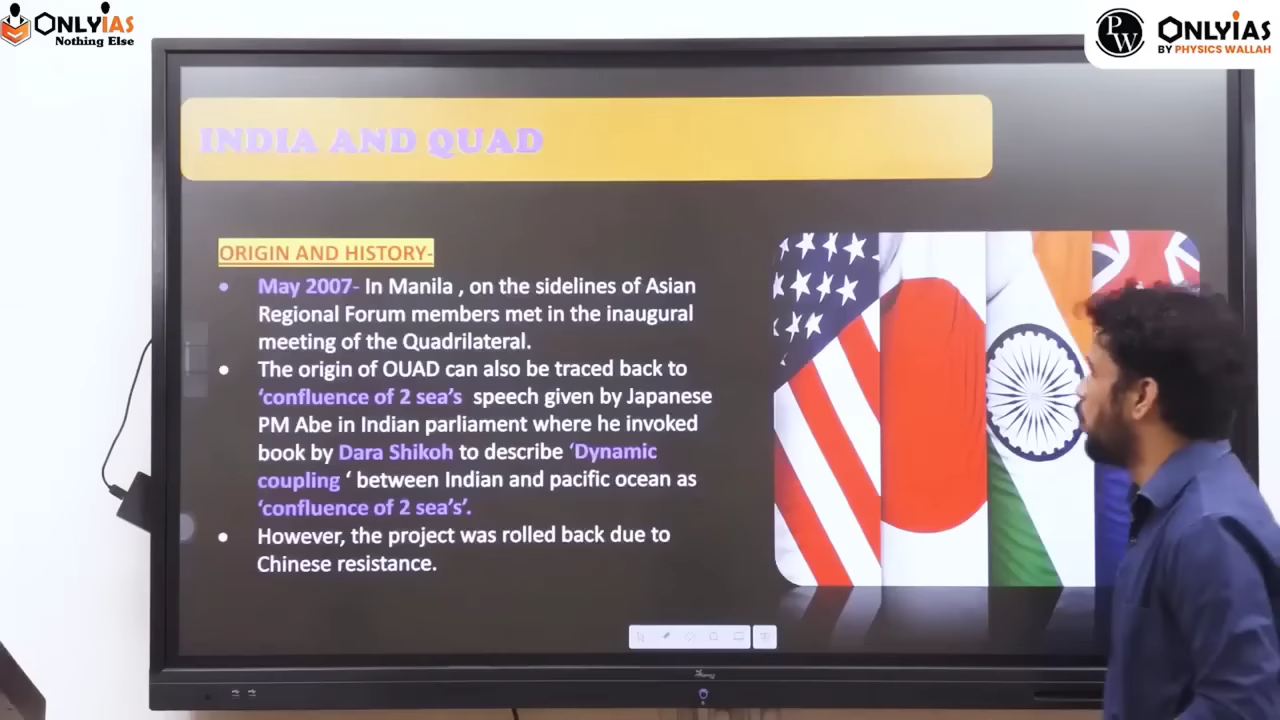 ONLYIAS
Nothing Else
PW
ONLYIAS
BY PHYSICS WALLAH
INDIA AND QUAD
ORIGIN AND HISTORY-
• May 2007- In Manila , on the sidelines of Asian
Regional Forum members met in the inaugural
meeting of the Quadrilateral.
• The origin of OUAD can also be traced back to
‘confluence of 2 sea’s speech given by Japanese
PM Abe in Indian parliament where he invoked
book by Dara Shikoh to describe ‘Dynamic
coupling ‘ between Indian and pacific ocean as
‘confluence of 2 sea’s’.
• However, the project was rolled back due to
Chinese resistance.